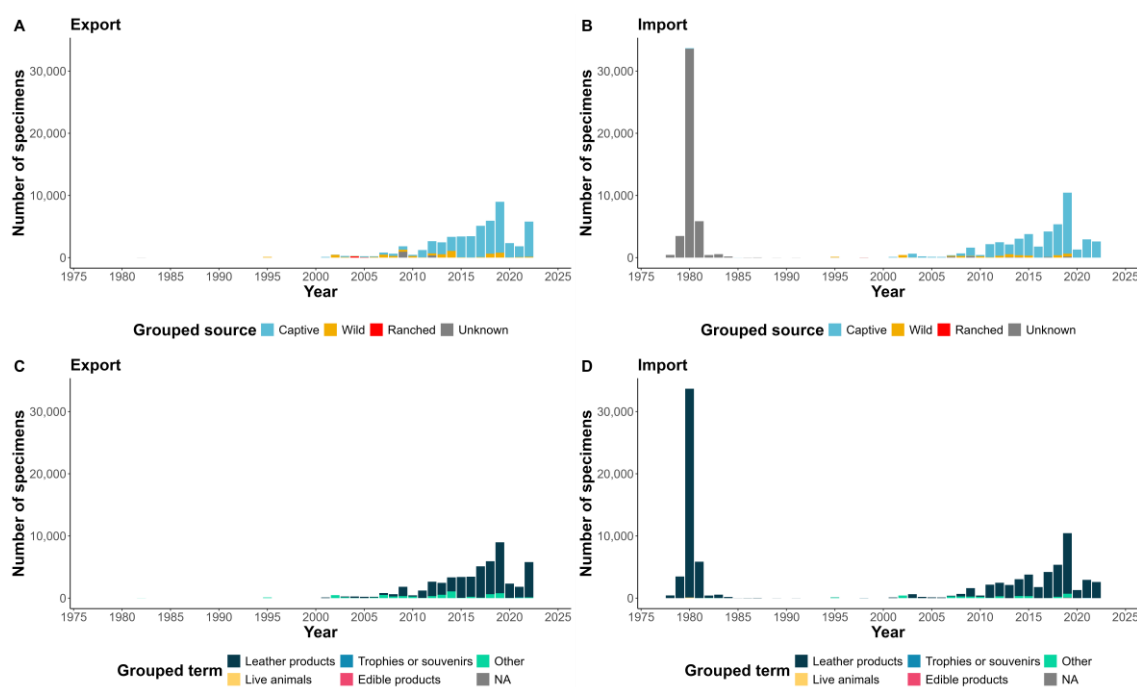 A Export
Number of specimens
30,000
20,000
10,000
0
1975 1980 1985 1990 1995 2000 2005 2010 2015 2020 2025
Year
Grouped source Captive Wild Ranched Unknown
B Import
Number of specimens
30,000
20,000
10,000
0
1975 1980 1985 1990 1995 2000 2005 2010 2015 2020 2025
Year
Grouped source Captive Wild Ranched Unknown
C Export
Number of specimens
30,000
20,000
10,000
0
1975 1980 1985 1990 1995 2000 2005 2010 2015 2020 2025
Year
Grouped term
Leather products Trophies or souvenirs Other
Live animals Edible products NA
D Import
Number of specimens
30,000
20,000
10,000
0
1975 1980 1985 1990 1995 2000 2005 2010 2015 2020 2025
Year
Grouped term
Leather products Trophies or souvenirs Other
Live animals Edible products NA